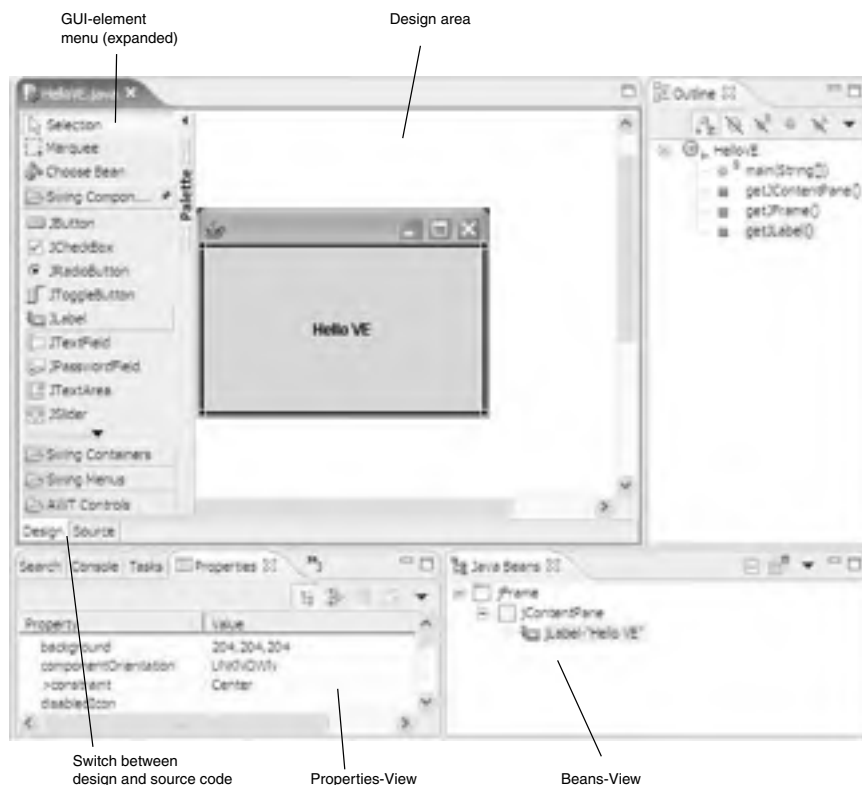 GUI-element
menu (expanded)
Design area
HelloVE.java
Selection
Marquee
Choose Bean
Swing Compon...
Palette
JButton
JCheckBox
JRadioButton
JToggleButton
JLabel
JTextField
JPasswordField
JTextArea
JSlider
Swing Containers
Swing Menus
AWT Controls
Hello VE
Design Source
Outline
HelloVE
main(String[])
getJContentPane()
getJFrame()
getJLabel()
Search Console Tasks Properties
Property Value
background 204,204,204
componentOrientation UNKNOWN
>constraint Center
disabledIcon
Java Beans
JContentPane
jLabel-"Hello VE"
Switch between
design and source code
Properties-View
Beans-View